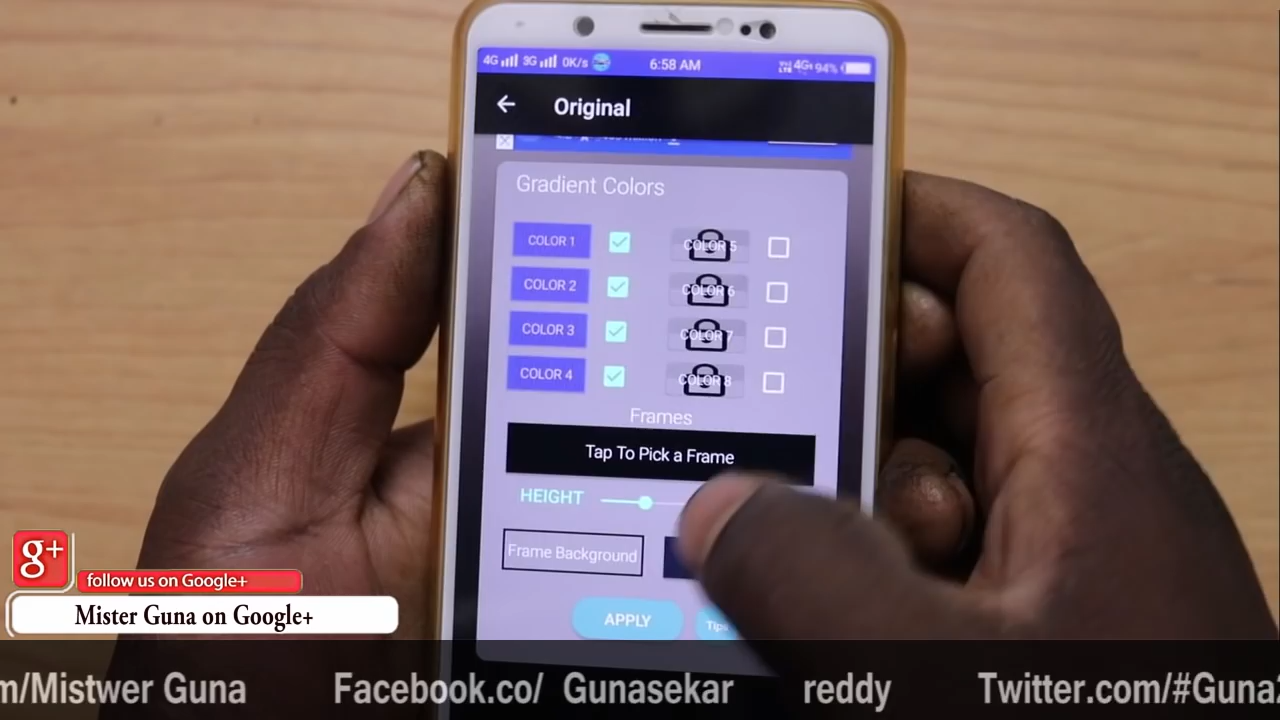 4G 3G 0K/s 6:58 AM 4G 94%
Original
Gradient Colors
COLOR 1 COLOR 5
COLOR 2 COLOR 6
COLOR 3 COLOR 7
COLOR 4 COLOR 8
Frames
Tap To Pick a Frame
HEIGHT
Frame Background
APPLY Tips
g+ follow us on Google+
Mister Guna on Google+
m/Mistwer Guna Facebook.co/ Gunasekar reddy Twitter.com/#Guna